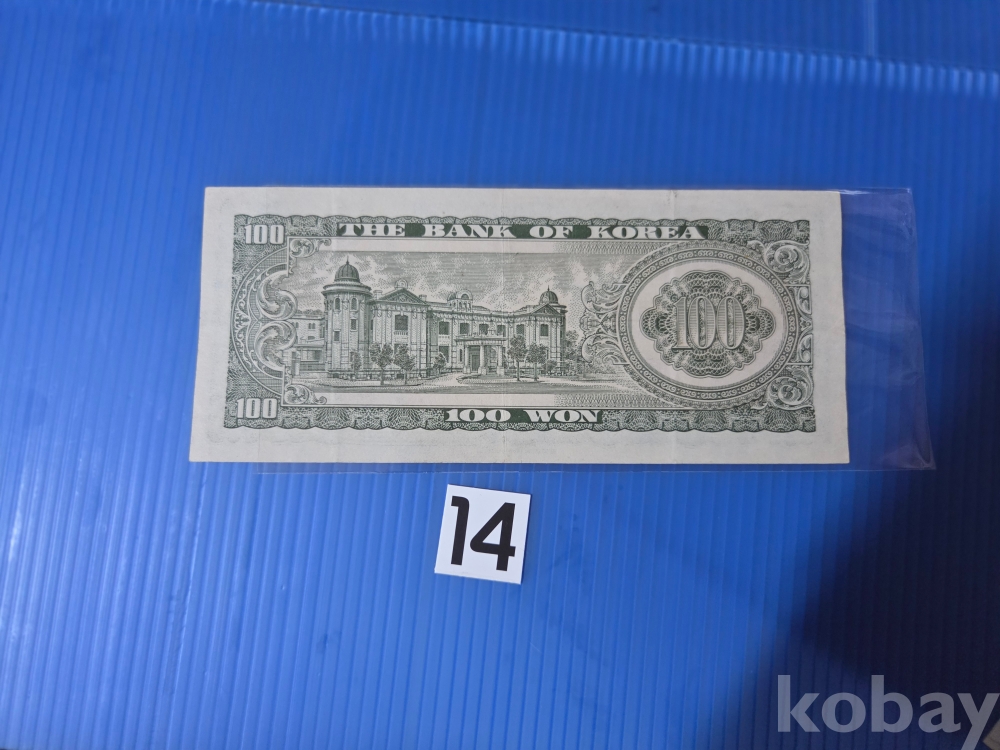 100 THE BANK OF KOREA
100
100 100 WON
14
kobay